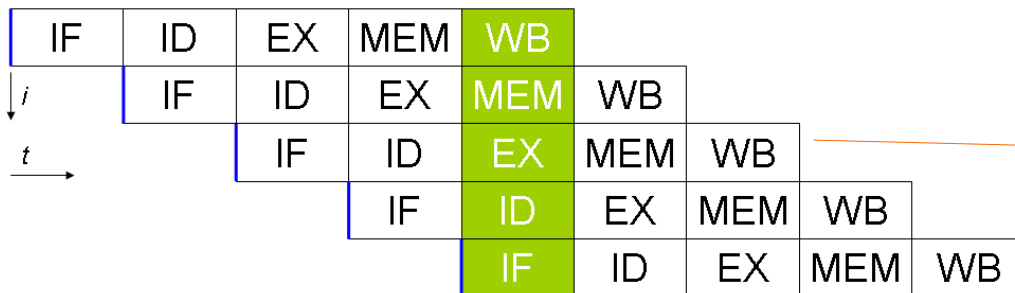 IF ID EX MEM WB
i IF ID EX MEM WB
t IF ID EX MEM WB
IF ID EX MEM WB
IF ID EX MEM WB